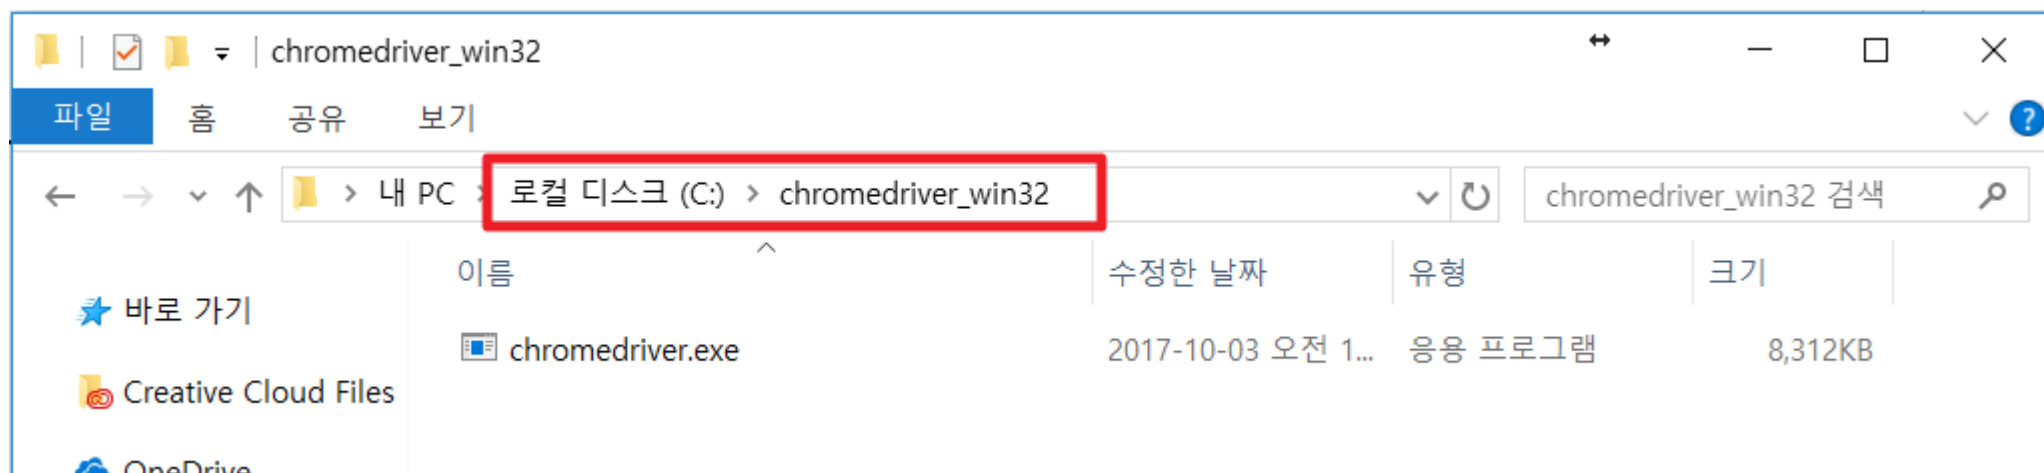 chromedriver_win32
파일 홈 공유 보기
내 PC 로컬 디스크 (C:) chromedriver_win32 chromedriver_win32 검색
이름 수정한 날짜 유형 크기
바로 가기
chromedriver.exe 2017-10-03 오전 1... 응용 프로그램 8,312KB
Creative Cloud Files
OneDrive